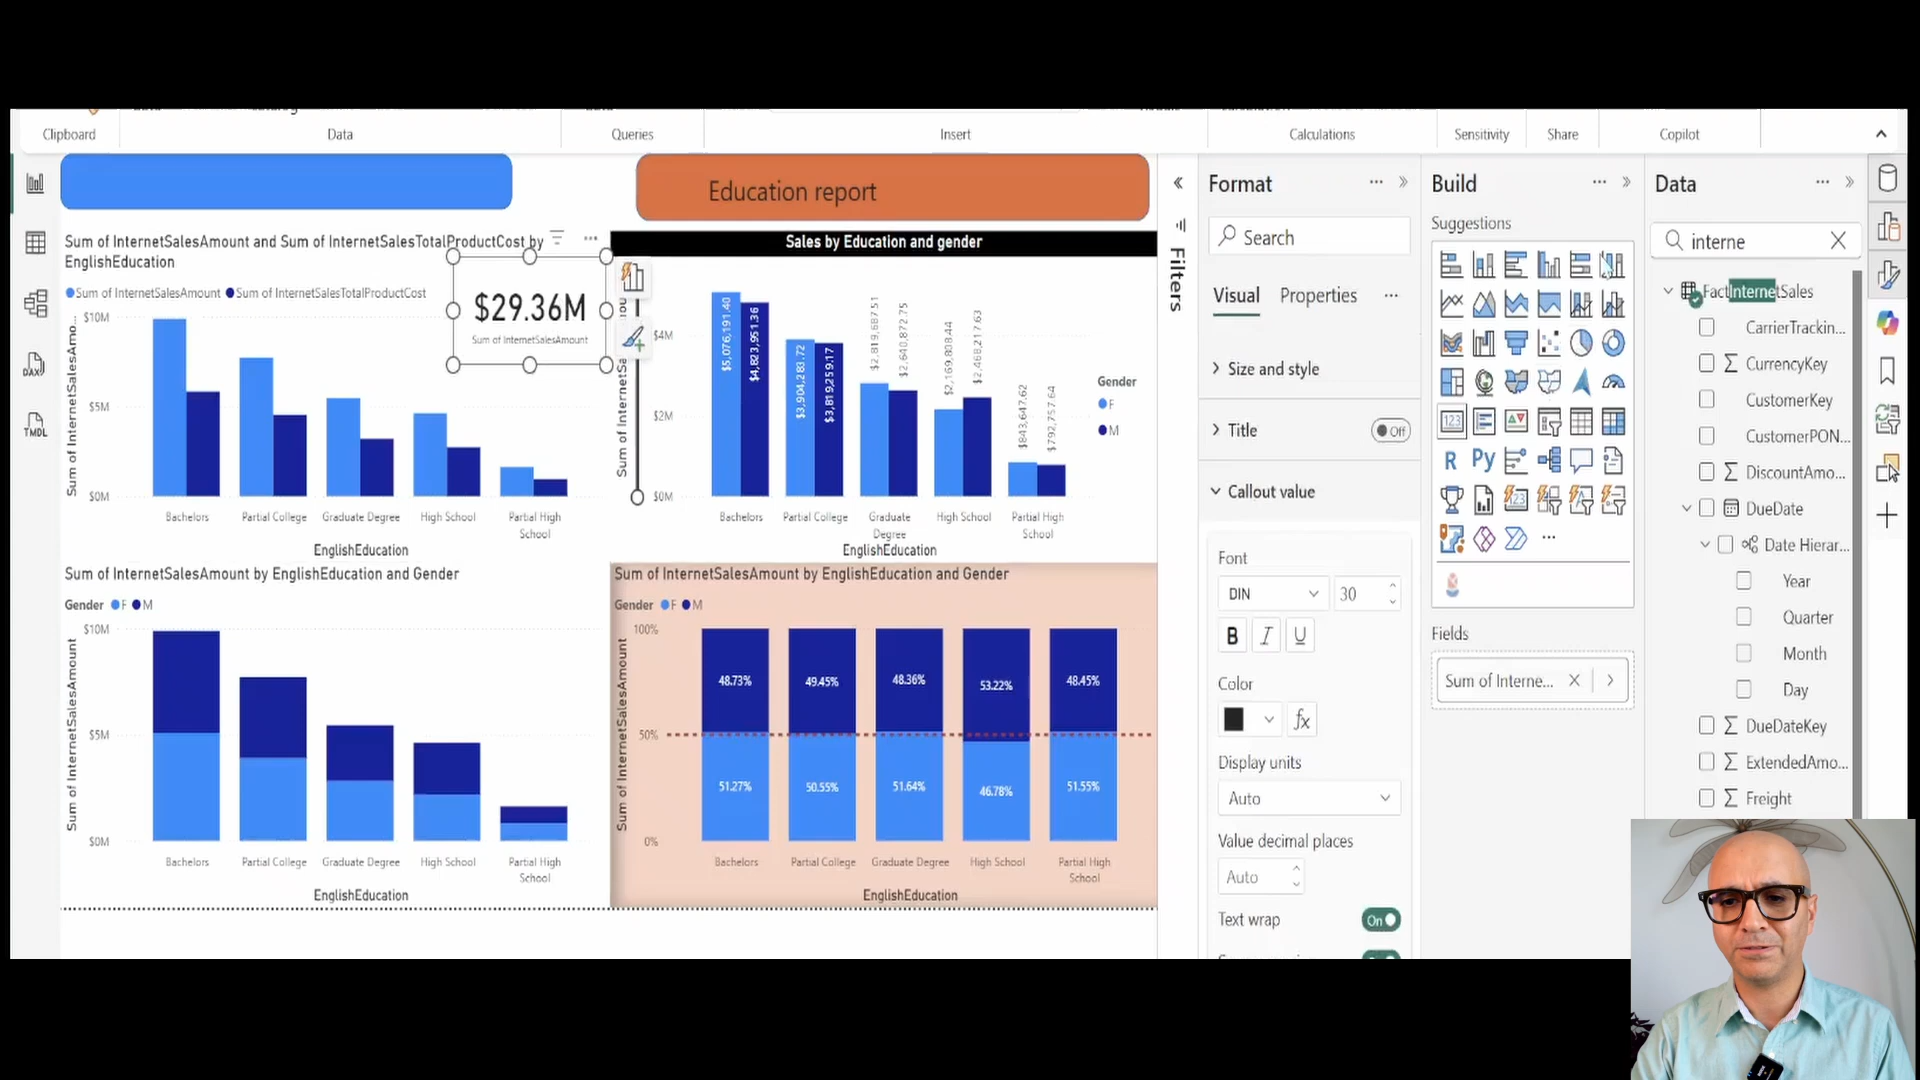 Clipboard
Data
Queries
Insert
Calculations
Sensitivity
Share
Copilot
Education report
Sum of InternetSalesAmount and Sum of InternetSalesTotalProductCost by
EnglishEducation
Sum of InternetSalesAmount
Sum of InternetSalesTotalProductCost
Sum of InternetSalesAmo...
$10M
$5M
$0M
Bachelors
Partial College
Graduate Degree
High School
Partial High
School
EnglishEducation
$29.36M
Sum of InternetSalesAmount
Sales by Education and gender
$4M
$2M
$0M
$5,076,191.40
$4,823,951.36
$3,904,283.72
$3,819,259.17
$2,819,687.51
$2,640,872.75
$2,169,808.44
$2,468,217.63
$843,647.62
$792,757.64
Gender
F
M
Bachelors
Partial College
Graduate
Degree
High School
Partial High
School
EnglishEducation
Sum of InternetSalesAmount by EnglishEducation and Gender
Gender F M
Sum of InternetSalesAmount
$10M
$5M
$0M
Bachelors
Partial College
Graduate Degree
High School
Partial High
School
EnglishEducation
Sum of InternetSalesAmount by EnglishEducation and Gender
Gender F M
Sum of InternetSalesAmount
100%
50%
0%
48.73%
49.45%
48.36%
53.22%
48.45%
51.27%
50.55%
51.64%
46.78%
51.55%
Bachelors
Partial College
Graduate Degree
High School
Partial High
School
EnglishEducation
Filters
Format
Search
Visual
Properties
Size and style
Title
Off
Callout value
Font
DIN
30
B
I
U
Color
fx
Display units
Auto
Value decimal places
Auto
Text wrap
On
Build
Suggestions
123
R
Py
Fields
Sum of Interne...
Data
interne
FactInternetSales
CarrierTrackin...
CurrencyKey
CustomerKey
CustomerPON...
DiscountAmo...
DueDate
Date Hierar...
Year
Quarter
Month
Day
DueDateKey
ExtendedAmo...
Freight
DAX
TMDL